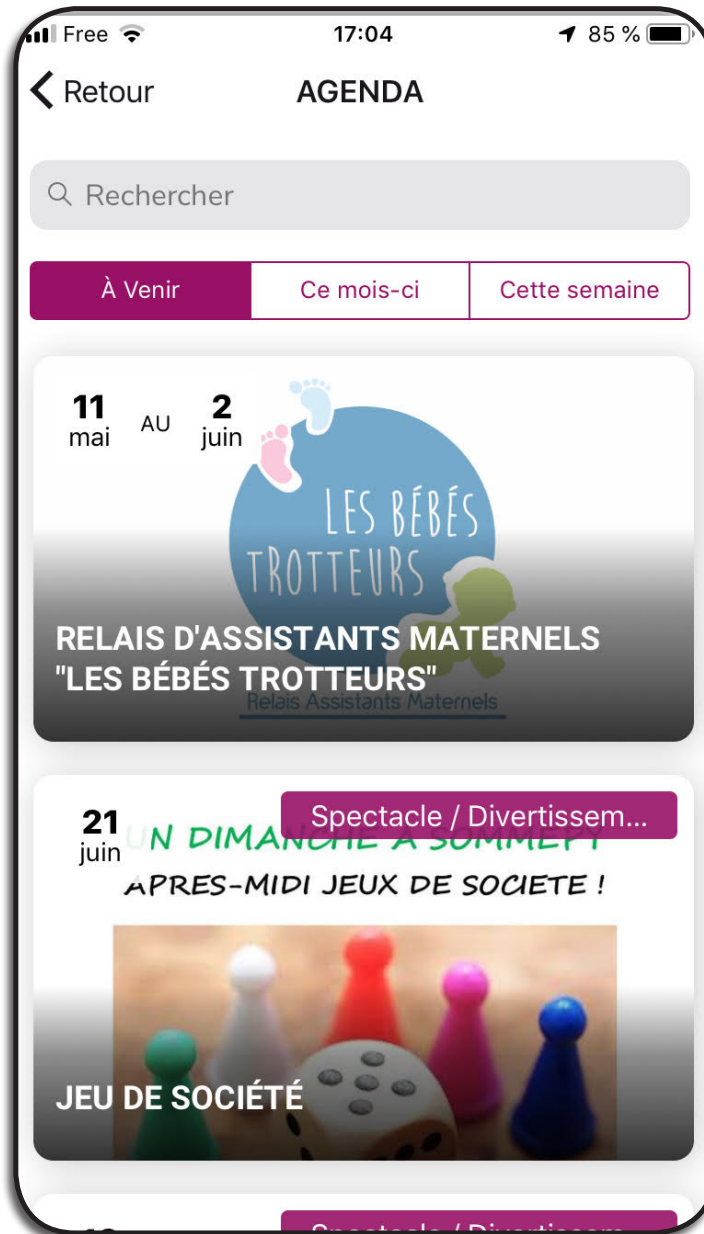 Free 17:04 85 %
Retour AGENDA
Rechercher
À Venir Ce mois-ci Cette semaine
11 AU 2
mai juin
LES BÉBÉS
TROTTEURS
RELAIS D'ASSISTANTS MATERNELS
"LES BÉBÉS TROTTEURS"
Relais Assistants Maternels
21
juin
Spectacle / Divertissem...
UN DIMANCHE A SOMMEPY
APRES-MIDI JEUX DE SOCIETE !
JEU DE SOCIÉTÉ
Spectacle / Divertissem...